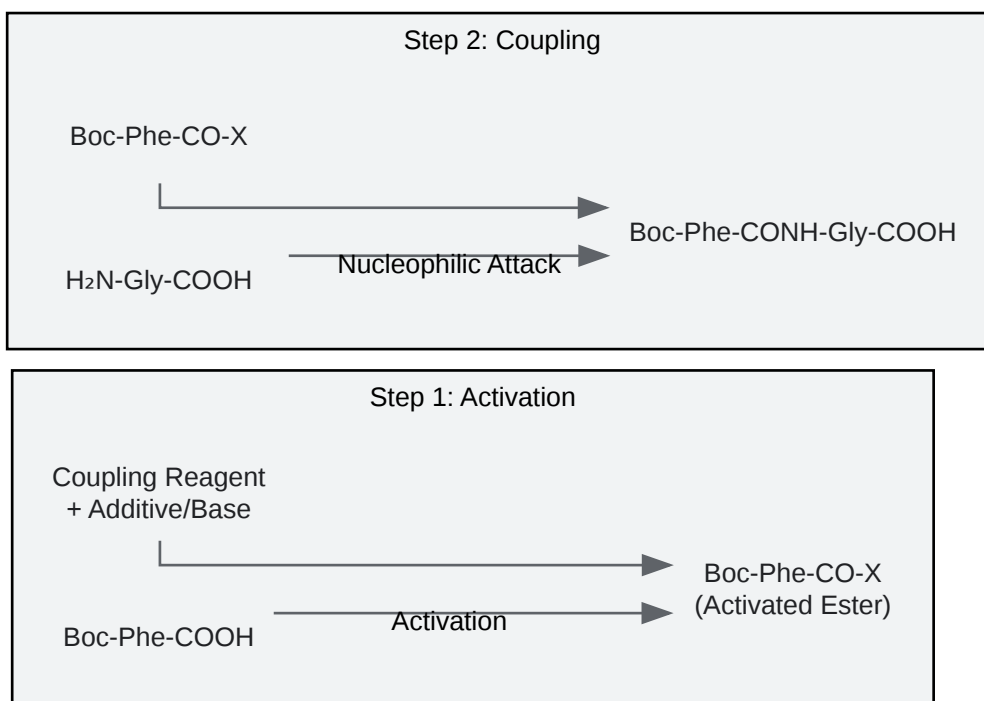 Step 2: Coupling
Boc-Phe-CO-X
Boc-Phe-CONH-Gly-COOH
Nucleophilic Attack
H₂N-Gly-COOH
Step 1: Activation
Coupling Reagent
+ Additive/Base
Boc-Phe-CO-X
(Activated Ester)
Activation
Boc-Phe-COOH